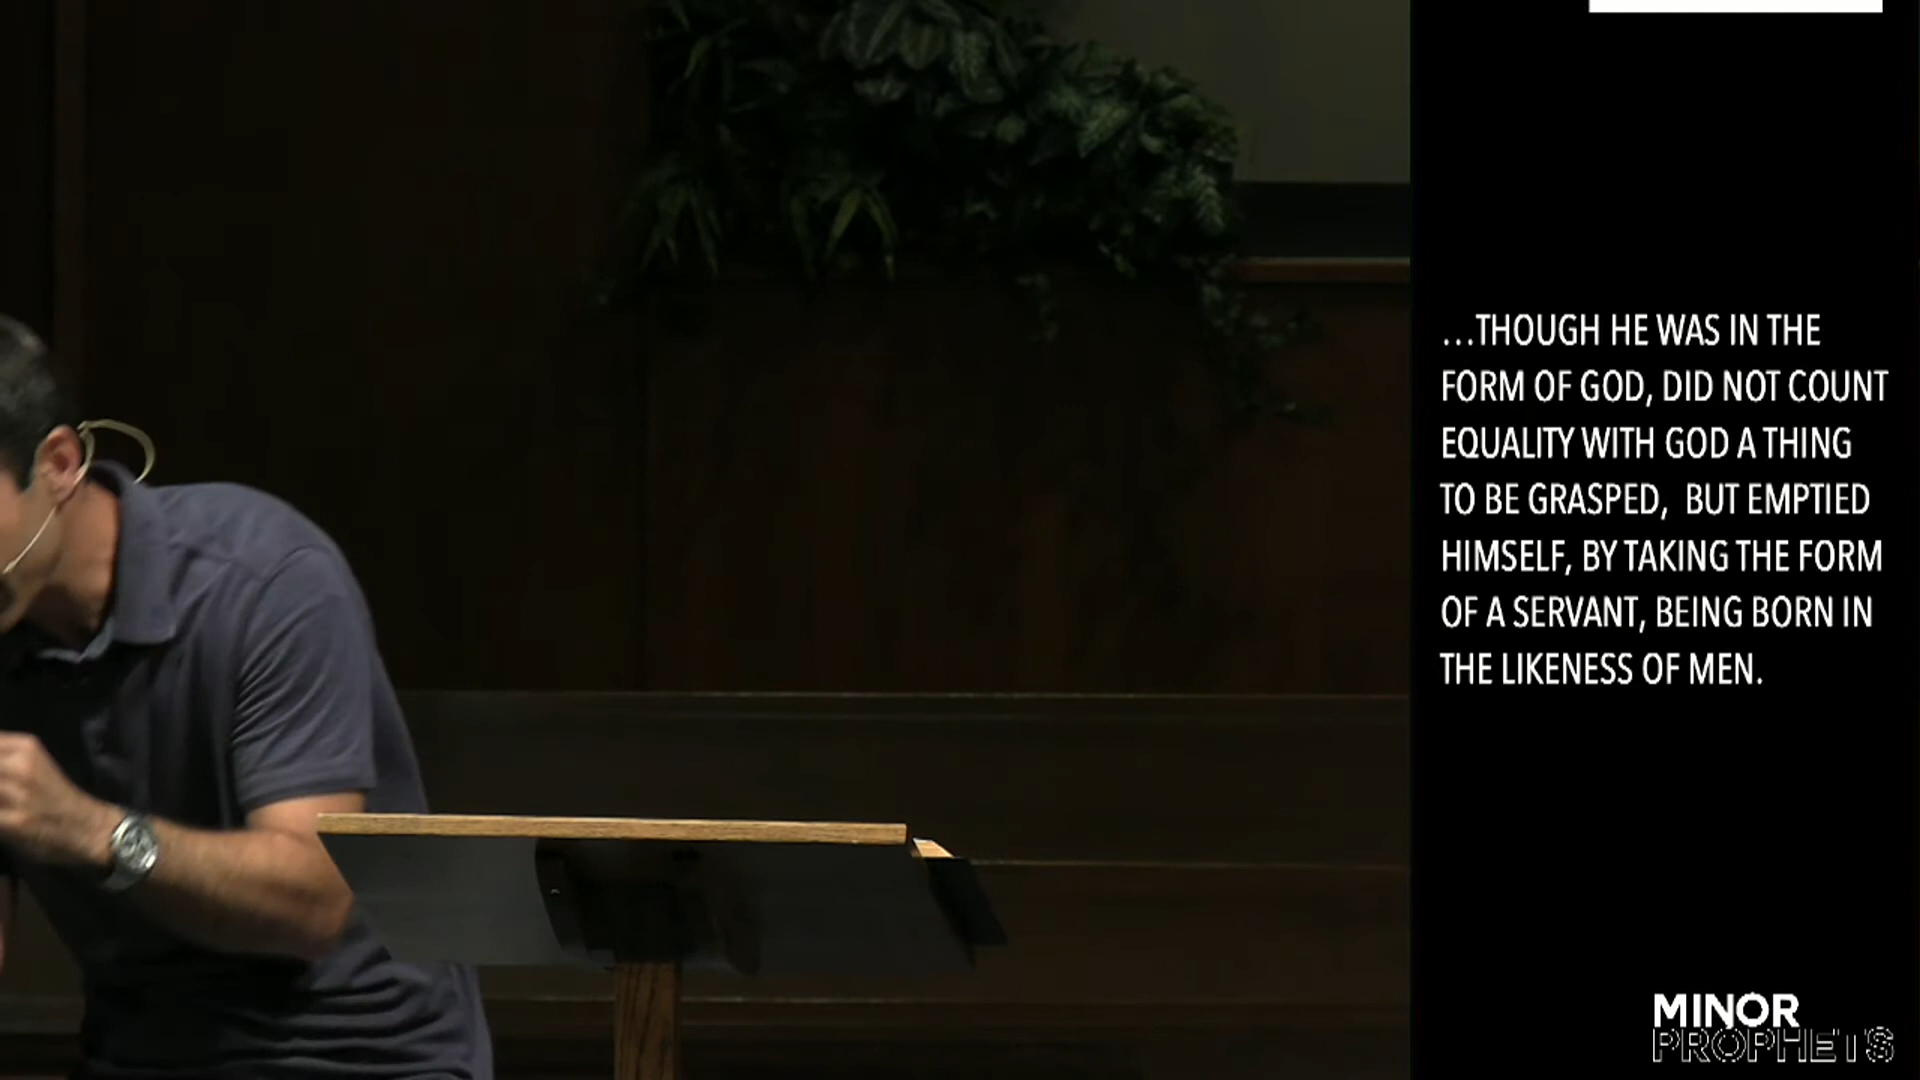 …THOUGH HE WAS IN THE
FORM OF GOD, DID NOT COUNT
EQUALITY WITH GOD A THING
TO BE GRASPED,  BUT EMPTIED
HIMSELF, BY TAKING THE FORM
OF A SERVANT, BEING BORN IN
THE LIKENESS OF MEN.
MINOR
PROPHETS